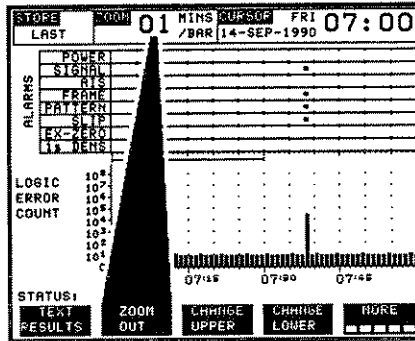 STORE ZOOM 01 MINS /BAR CURSOR FRI 07:00
LAST 14-SEP-1990
ALARMS
POWER
SIGNAL
AIS
FRAME
PATTERN
SLIP
EX-ZERO
1s DENS
LOGIC ERROR COUNT
10⁸
10⁷
10⁶
10⁵
10⁴
10³
10²
10¹
0
07:15 07:30 07:45
STATUS:
TEXT RESULTS
ZOOM OUT
CHANGE UPPER
CHANGE LOWER
MORE